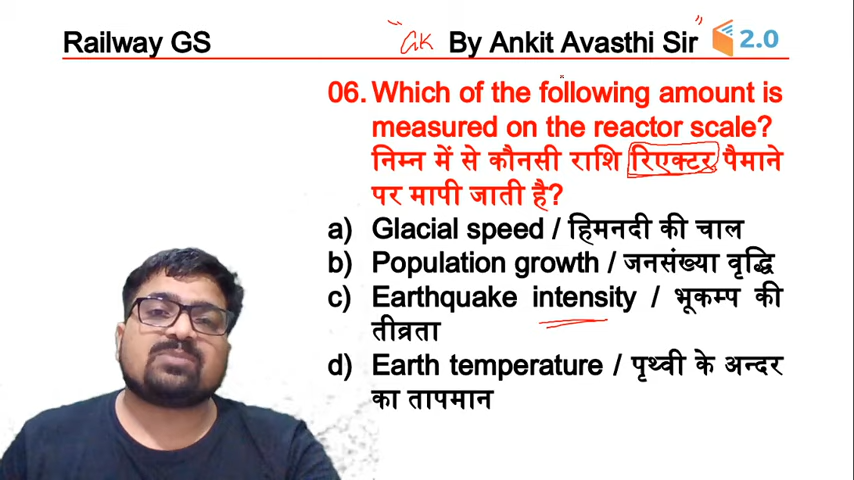 Railway GS
"GK By Ankit Avasthi Sir" 2.0
06. Which of the following amount is
measured on the reactor scale?
निम्न में से कौनसी राशि रिएक्टर पैमाने
पर मापी जाती है?
a) Glacial speed / हिमनदी की चाल
b) Population growth / जनसंख्या वृद्धि
c) Earthquake intensity / भूकम्प की
तीव्रता
d) Earth temperature / पृथ्वी के अन्दर
का तापमान